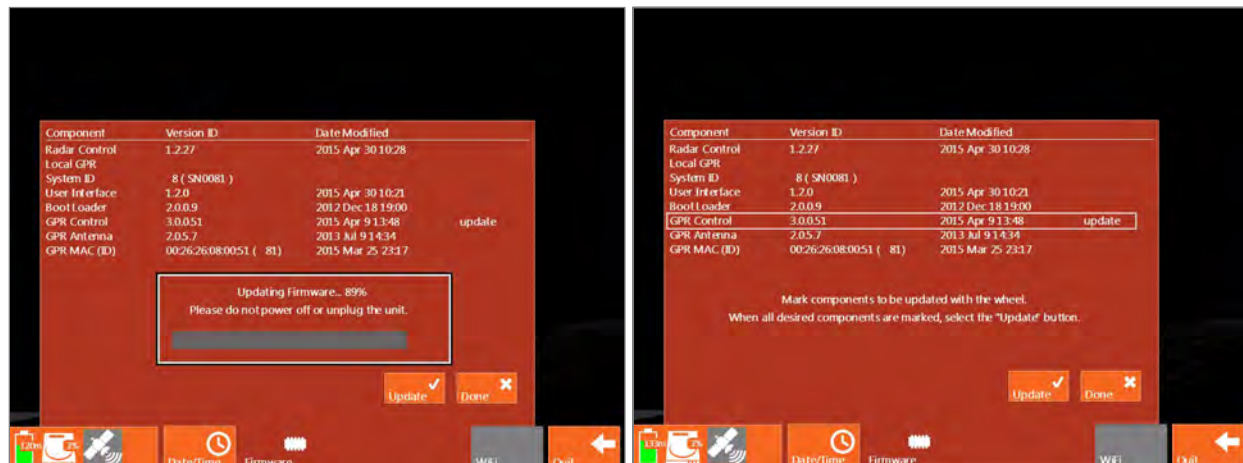 Component Version ID Date Modified
Radar Control 1.2.27 2015 Apr 30 10:28
Local GPR
System ID 8 ( SN0081 )
User Interface 1.2.0 2015 Apr 30 10:21
Boot Loader 2.0.0.9 2012 Dec 18 19:00
GPR Control 3.0.0.51 2015 Apr 9 13:48 update
GPR Antenna 2.0.5.7 2013 Jul 9 14:34
GPR MAC (ID) 00:26:26:08:00:51 ( 81) 2015 Mar 25 23:17
Updating Firmware... 89%
Please do not power off or unplug the unit.
Update Done
120m 2%
Date/Time Firmware WiFi Quit
Component Version ID Date Modified
Radar Control 1.2.27 2015 Apr 30 10:28
Local GPR
System ID 8 ( SN0081 )
User Interface 1.2.0 2015 Apr 30 10:21
Boot Loader 2.0.0.9 2012 Dec 18 19:00
GPR Control 3.0.0.51 2015 Apr 9 13:48 update
GPR Antenna 2.0.5.7 2013 Jul 9 14:34
GPR MAC (ID) 00:26:26:08:00:51 ( 81) 2015 Mar 25 23:17
Mark components to be updated with the wheel.
When all desired components are marked, select the "Update" button.
Update Done
133m 2%
Date/Time Firmware WiFi Quit